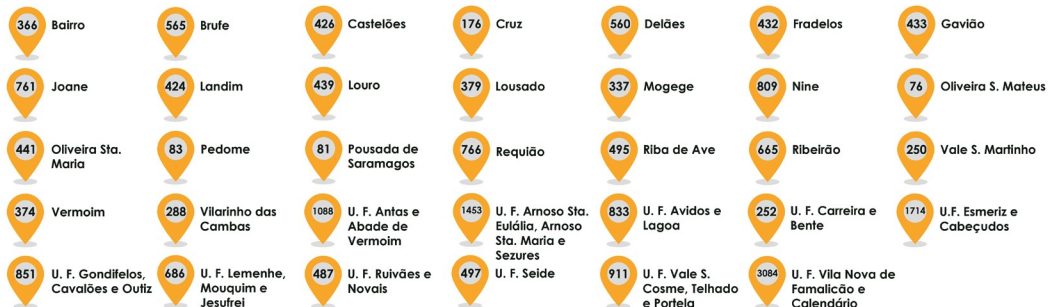 366 Bairro
565 Brufe
426 Castelões
176 Cruz
560 Delães
432 Fradelos
433 Gavião
761 Joane
424 Landim
439 Louro
379 Lousado
337 Mogege
809 Nine
76 Oliveira S. Mateus
441 Oliveira Sta.
Maria
83 Pedome
81 Pousada de
Saramagos
766 Requião
495 Riba de Ave
665 Ribeirão
250 Vale S. Martinho
374 Vermoim
288 Vilarinho das
Cambas
1088 U. F. Antas e
Abade de
Vermoim
1453 U. F. Arnoso Sta.
Eulália, Arnoso
Sta. Maria e
Sezures
833 U. F. Avidos e
Lagoa
252 U. F. Carreira e
Bente
1714 U.F. Esmeriz e
Cabeçudos
851 U. F. Gondifelos,
Cavalões e Outiz
686 U. F. Lemenhe,
Mouquim e
Jesufrei
487 U. F. Ruivães e
Novais
497 U. F. Seide
911 U. F. Vale S.
Cosme, Telhado
e Portela
3084 U. F. Vila Nova de
Famalicão e
Calendário